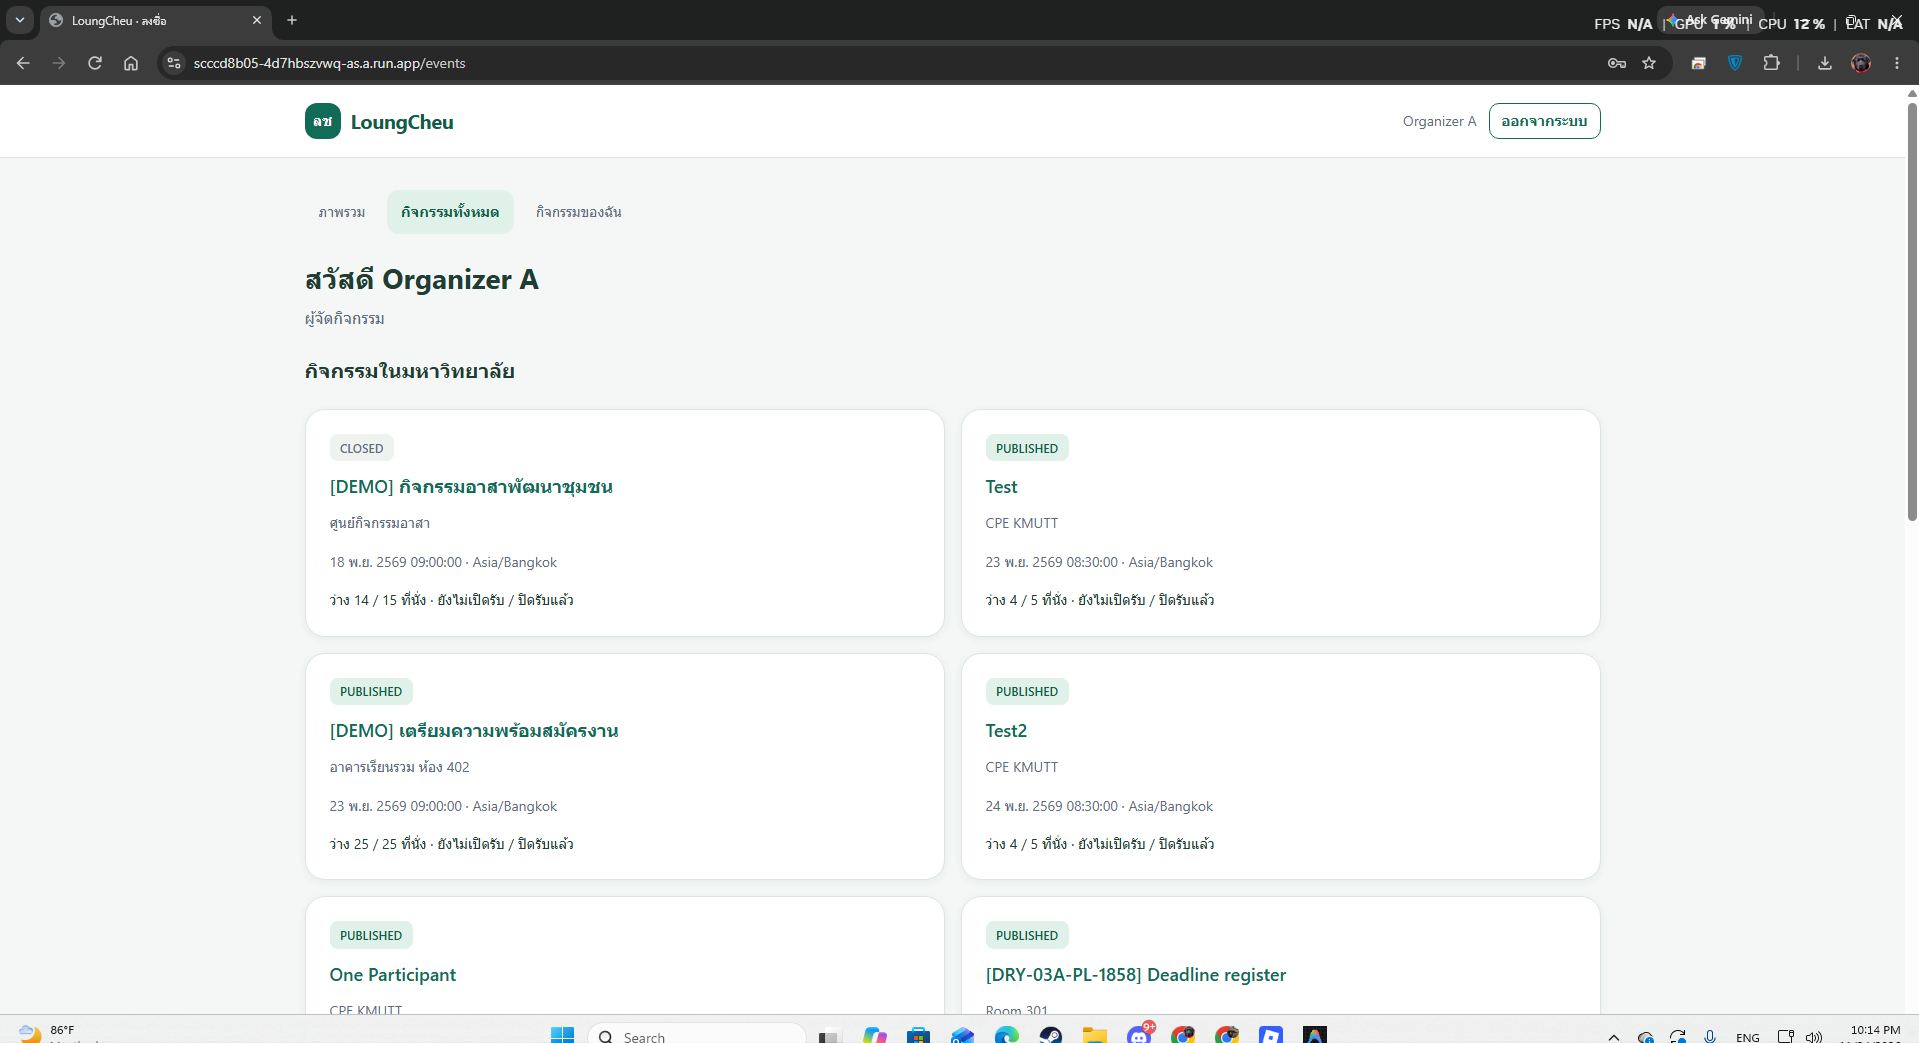 LoungCheu · ลงชื่อ
Ask Gemini
FPS N/A | GPU 1 % | CPU 12 % | LAT N/A
scccd8b05-4d7hbszvwq-as.a.run.app/events
ลช LoungCheu
Organizer A ออกจากระบบ
ภาพรวม กิจกรรมทั้งหมด กิจกรรมของฉัน
สวัสดี Organizer A
ผู้จัดกิจกรรม
กิจกรรมในมหาวิทยาลัย
CLOSED
[DEMO] กิจกรรมอาสาพัฒนาชุมชน
ศูนย์กิจกรรมอาสา
18 พ.ย. 2569 09:00:00 · Asia/Bangkok
ว่าง 14 / 15 ที่นั่ง · ยังไม่เปิดรับ / ปิดรับแล้ว
PUBLISHED
Test
CPE KMUTT
23 พ.ย. 2569 08:30:00 · Asia/Bangkok
ว่าง 4 / 5 ที่นั่ง · ยังไม่เปิดรับ / ปิดรับแล้ว
PUBLISHED
[DEMO] เตรียมความพร้อมสมัครงาน
อาคารเรียนรวม ห้อง 402
23 พ.ย. 2569 09:00:00 · Asia/Bangkok
ว่าง 25 / 25 ที่นั่ง · ยังไม่เปิดรับ / ปิดรับแล้ว
PUBLISHED
Test2
CPE KMUTT
24 พ.ย. 2569 08:30:00 · Asia/Bangkok
ว่าง 4 / 5 ที่นั่ง · ยังไม่เปิดรับ / ปิดรับแล้ว
PUBLISHED
One Participant
CPE KMUTT
PUBLISHED
[DRY-03A-PL-1858] Deadline register
Room 301
86°F
Search
9+
ENG
10:14 PM